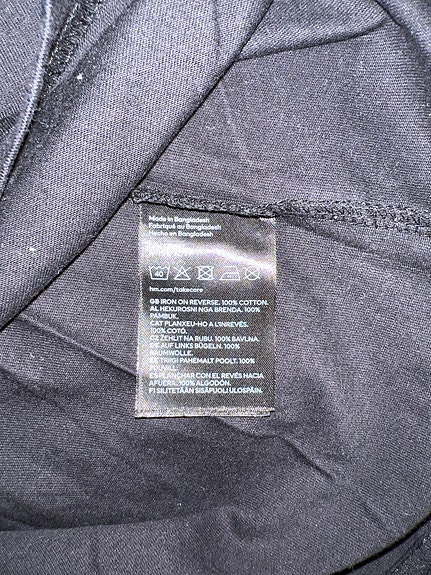 Made in Bangladesh
Fabriqué au Bangladesh
Hecho en Bangladesh
40
hm.com/takecare
GB IRON ON REVERSE. 100% COTTON.
AL HEKUROSNI NGA BRENDA. 100%
PAMBUK.
CAT PLANXEU-HO A L'INREVÉS.
100% COTÓ.
CZ ŽEHLIT NA RUBU. 100% BAVLNA.
DE AUF LINKS BÜGELN. 100%
BAUMWOLLE.
EE TRIIGI PAHEMALT POOLT. 100%
PUUVILL.
ES PLANCHAR CON EL REVÉS HACIA
AFUERA. 100% ALGODÓN.
FI SILITETÄÄN SISÄPUOLI ULOSPÄIN.